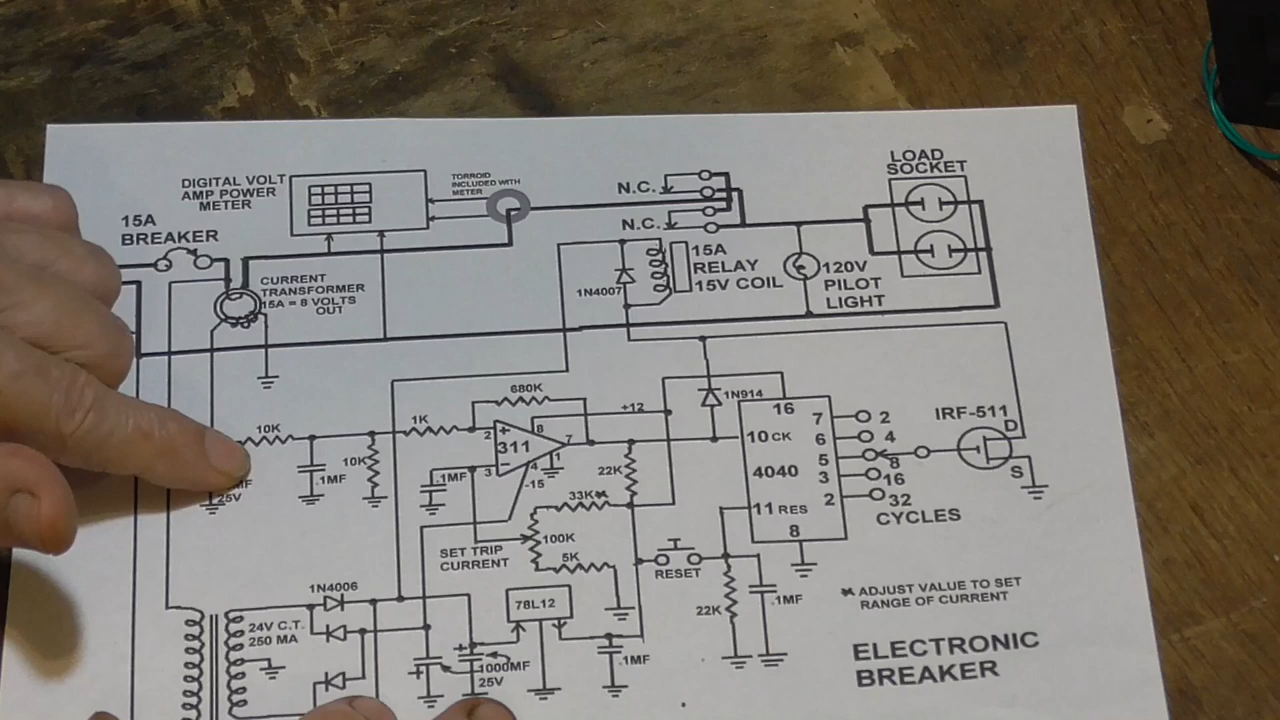 LOAD
SOCKET
DIGITAL VOLT
AMP POWER
METER
TORROID
INCLUDED WITH
METER
N.C.
N.C.
15A
BREAKER
CURRENT
TRANSFORMER
15A = 8 VOLTS
OUT
1N4007
15A
RELAY
15V COIL
120V
PILOT
LIGHT
680K
+12
1N914
16
7
2
IRF-511
D
10K
1K
2
+
8
311
7
10 CK
6
4
10K
.1MF
.1MF
3
-
4
1
-15
22K
4040
5
8
S
MF
25V
33K*
3
16
11 RES
2
32
CYCLES
100K
8
SET TRIP
CURRENT
5K
RESET
1N4006
78L12
22K
.1MF
* ADJUST VALUE TO SET
RANGE OF CURRENT
24V C.T.
250 MA
+
+
1000MF
25V
.1MF
ELECTRONIC
BREAKER